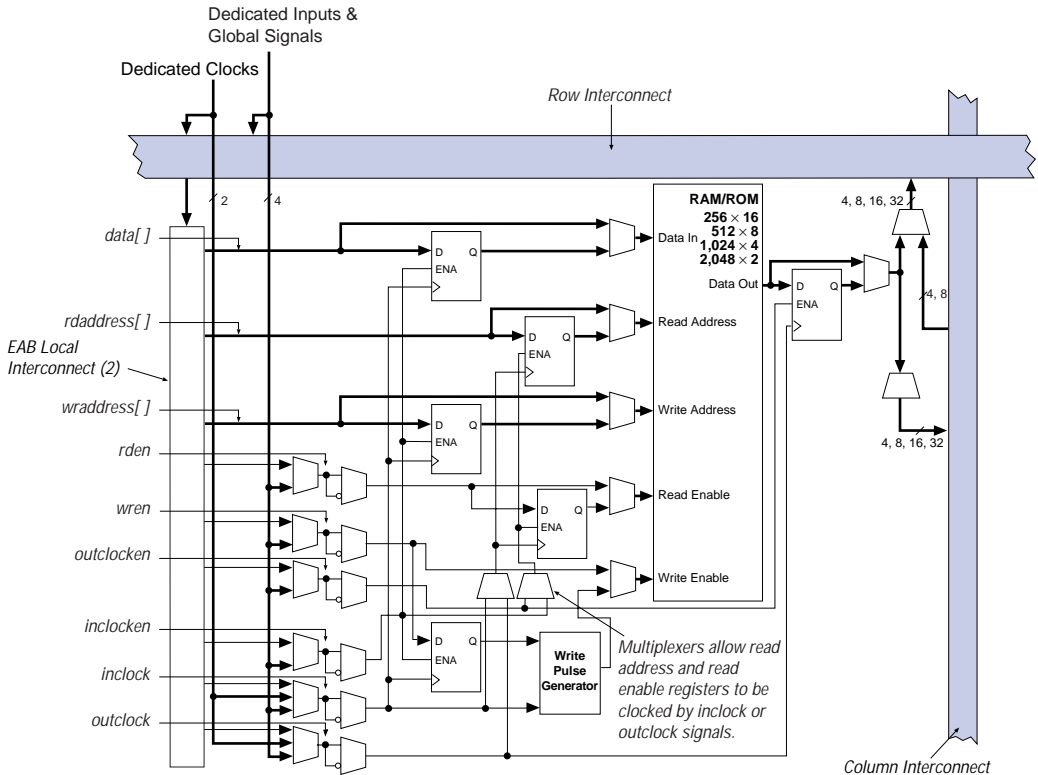 Dedicated Inputs &
Global Signals
Dedicated Clocks
Row Interconnect
2
4
4, 8, 16, 32
RAM/ROM
256 × 16
512 × 8
1,024 × 4
2,048 × 2
data[ ]
D
Q
ENA
Data In
Data Out
D
Q
ENA
4, 8
rdaddress[ ]
D
Q
ENA
Read Address
EAB Local
Interconnect (2)
wraddress[ ]
D
Q
ENA
Write Address
4, 8, 16, 32
rden
D
Q
ENA
Read Enable
wren
outclocken
Write Enable
inclocken
D
Q
ENA
Write
Pulse
Generator
Multiplexers allow read
address and read
enable registers to be
clocked by inclock or
outclock signals.
inclock
outclock
Column Interconnect